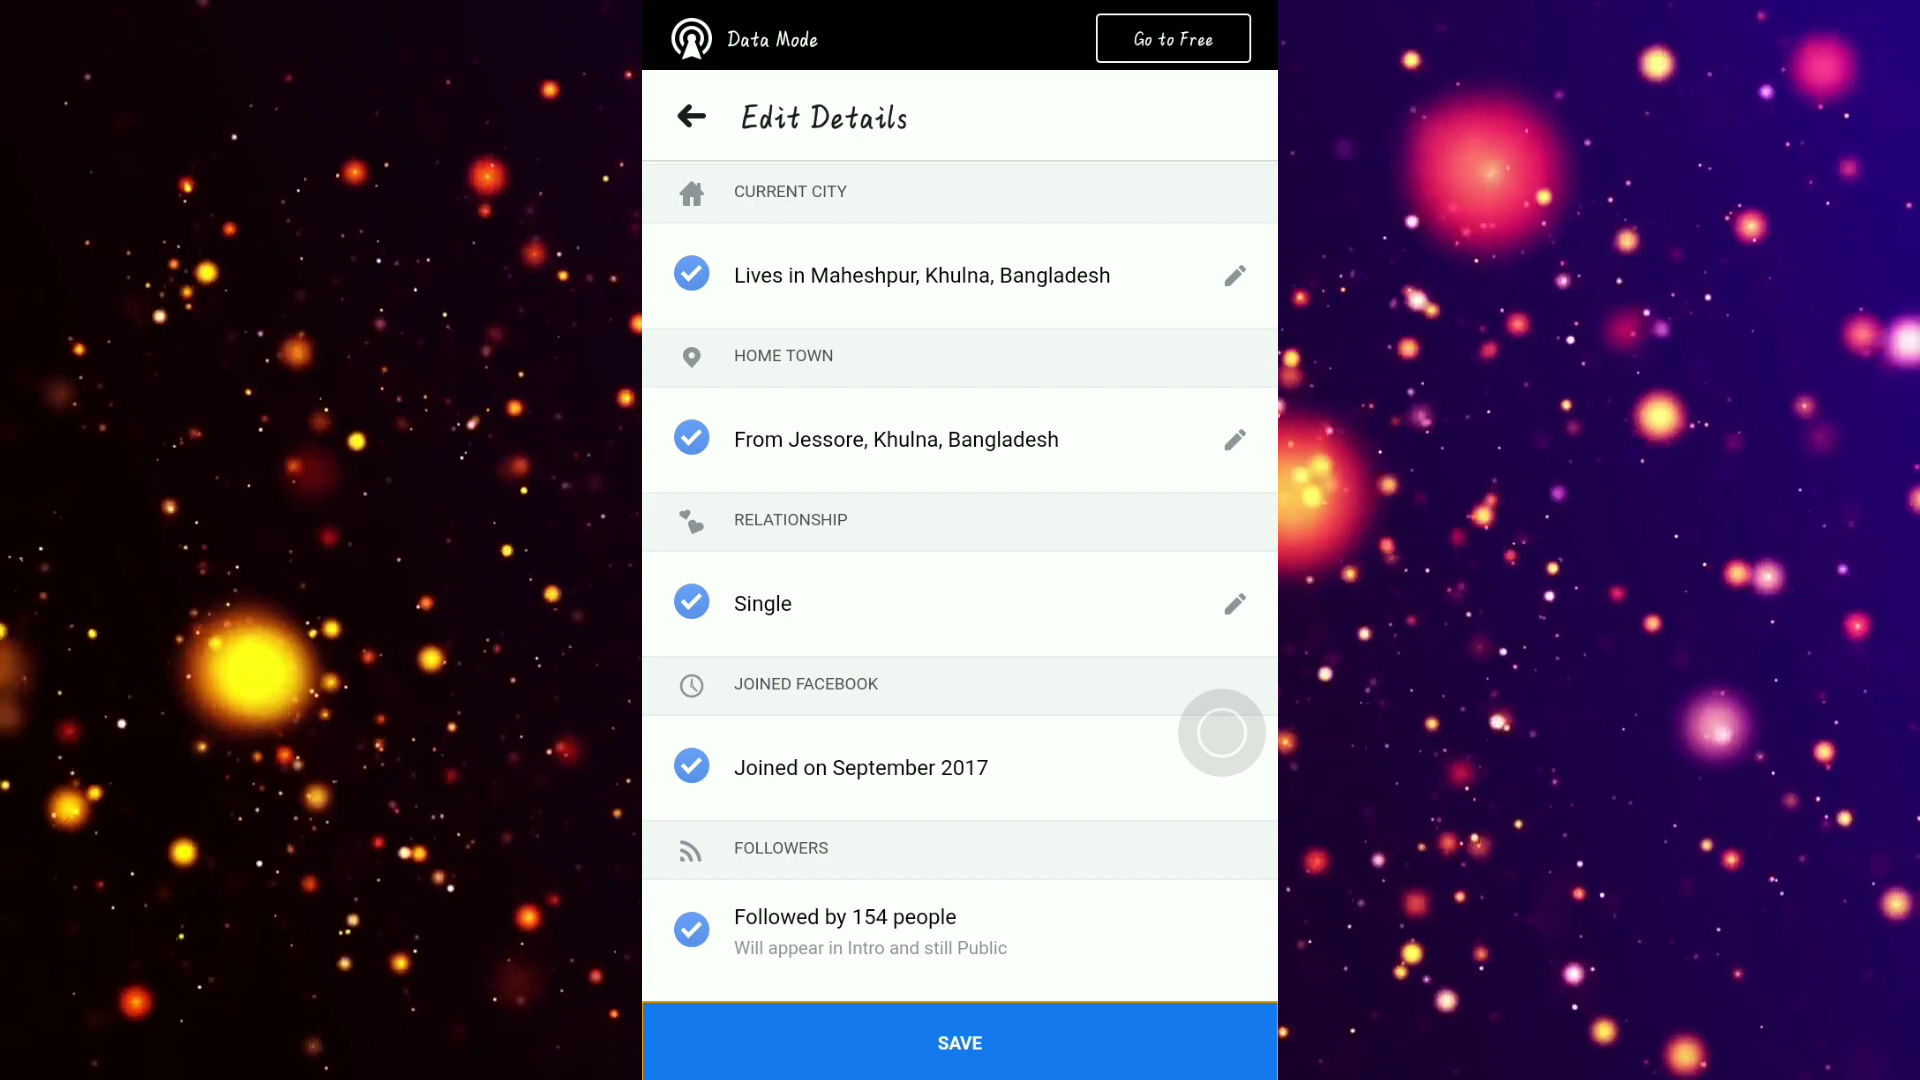 Data Mode
Go to Free
Edit Details
CURRENT CITY
Lives in Maheshpur, Khulna, Bangladesh
HOME TOWN
From Jessore, Khulna, Bangladesh
RELATIONSHIP
Single
JOINED FACEBOOK
Joined on September 2017
FOLLOWERS
Followed by 154 people
Will appear in Intro and still Public
SAVE